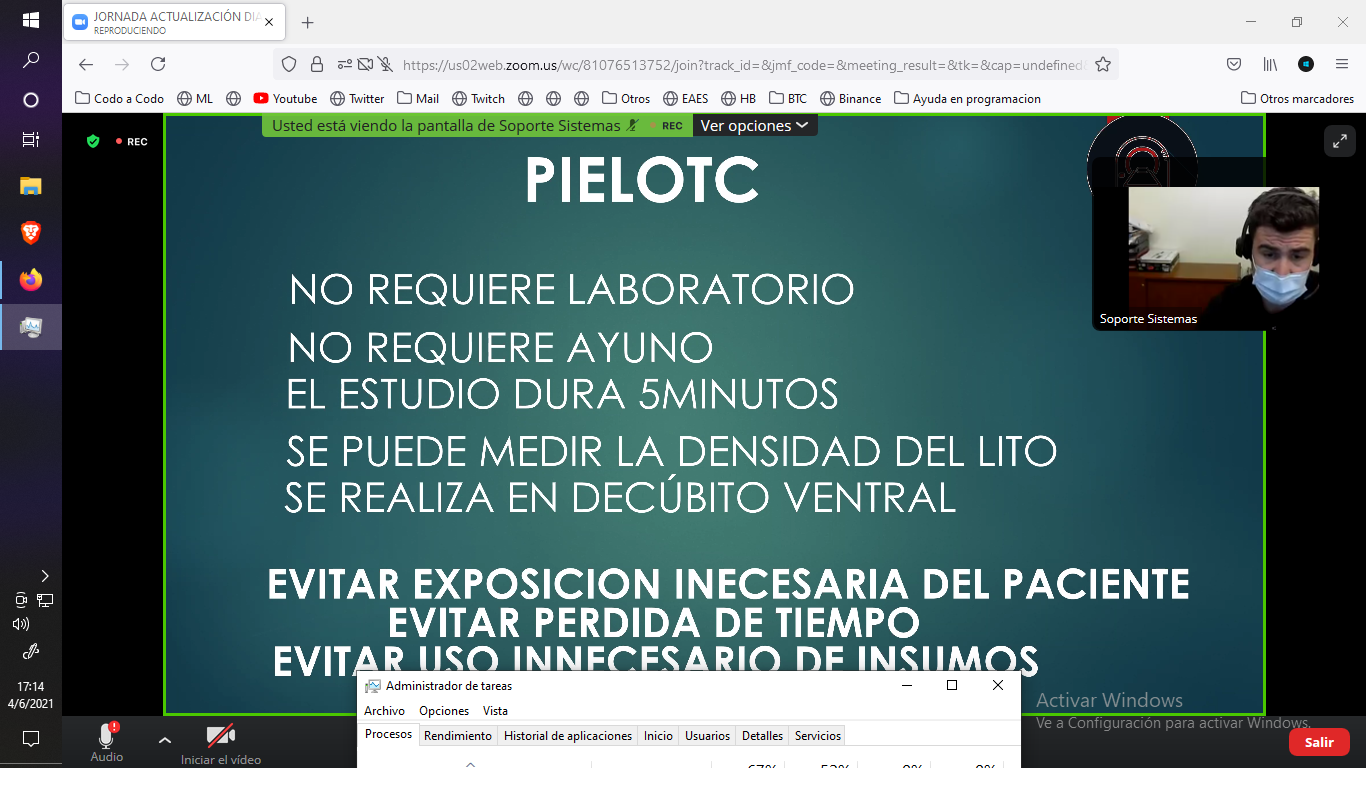 JORNADA ACTUALIZACIÓN DIA
REPRODUCIENDO
https://us02web.zoom.us/wc/81076513752/join?track_id=&jmf_code=&meeting_result=&tk=&cap=undefined
Codo a Codo
ML
Youtube
Twitter
Mail
Twitch
Otros
EAES
HB
BTC
Binance
Ayuda en programacion
Otros marcadores
REC
Usted está viendo la pantalla de Soporte Sistemas
REC
Ver opciones
PIELOTC
NO REQUIERE LABORATORIO
NO REQUIERE AYUNO
EL ESTUDIO DURA 5MINUTOS
SE PUEDE MEDIR LA DENSIDAD DEL LITO
SE REALIZA EN DECÚBITO VENTRAL
EVITAR EXPOSICION INECESARIA DEL PACIENTE
EVITAR PERDIDA DE TIEMPO
EVITAR USO INNECESARIO DE INSUMOS
Soporte Sistemas
Administrador de tareas
Archivo Opciones Vista
Procesos Rendimiento Historial de aplicaciones Inicio Usuarios Detalles Servicios
Activar Windows
Ve a Configuración para activar Windows.
Audio
Iniciar el vídeo
Salir
17:14
4/6/2021